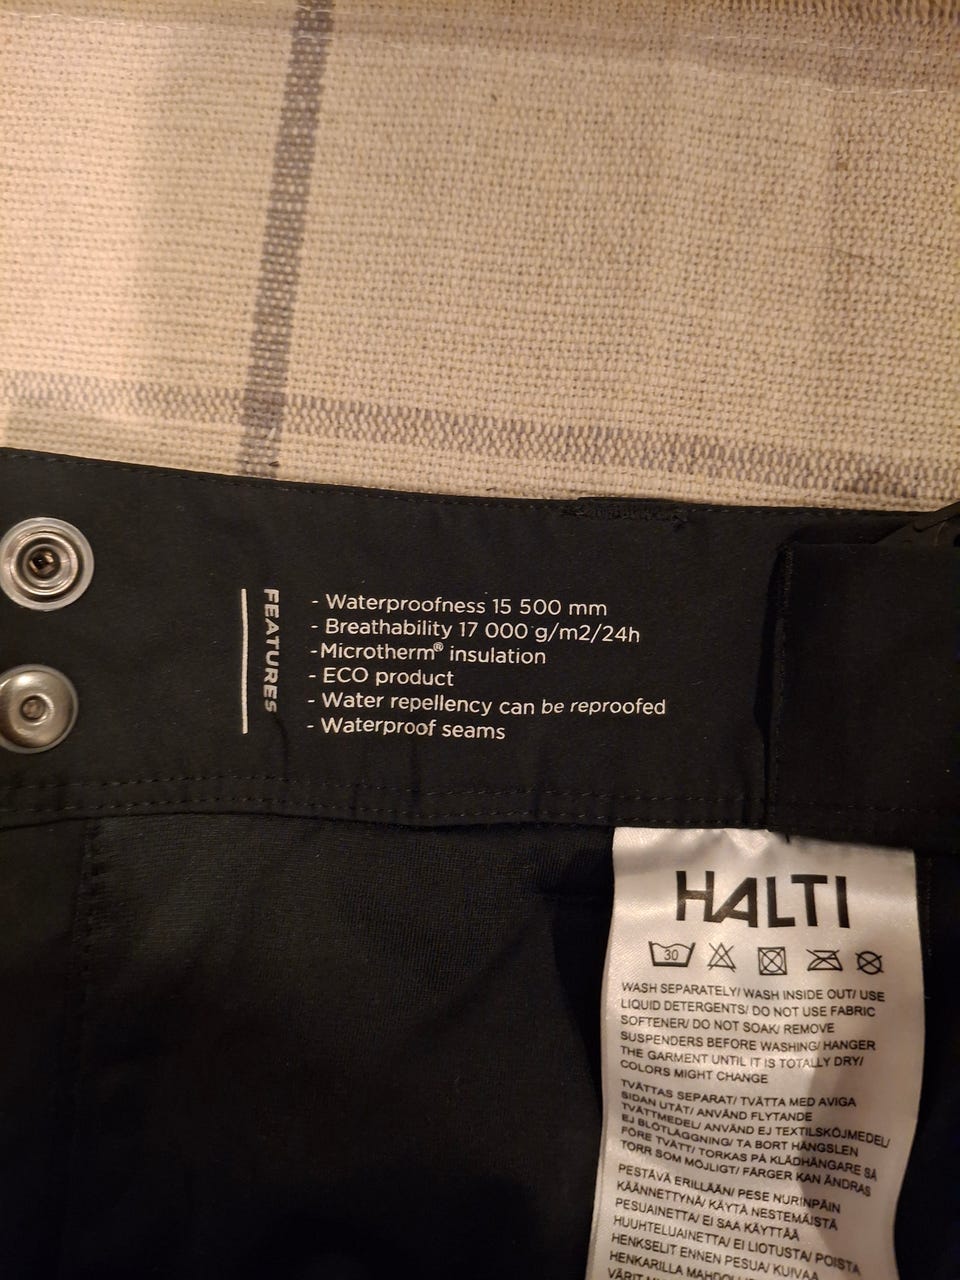 FEATURES
- Waterproofness 15 500 mm
- Breathability 17 000 g/m2/24h
-Microtherm® insulation
- ECO product
- Water repellency can be reproofed
- Waterproof seams
HALTI
30
WASH SEPARATELY/ WASH INSIDE OUT/ USE
LIQUID DETERGENTS/ DO NOT USE FABRIC
SOFTENER/ DO NOT SOAK/ REMOVE
SUSPENDERS BEFORE WASHING/ HANGER
THE GARMENT UNTIL IT IS TOTALLY DRY/
COLORS MIGHT CHANGE
TVÄTTAS SEPARAT/ TVÄTTA MED AVIGA
SIDAN UTÅT/ ANVÄND FLYTANDE
TVÄTTMEDEL/ ANVÄND EJ TEXTILSKÖJMEDEL/
EJ BLÖTLÄGGNING/ TA BORT HÄNGSLEN
FÖRE TVÄTT/ TORKAS PÅ KLÄDHÄNGARE SÅ
TORR SOM MÖJLIGT/ FÄRGER KAN ÄNDRAS
PESTÄVÄ ERILLÄÄN/ PESE NURINPÄIN
KÄÄNNETTYNÄ/ KÄYTÄ NESTEMÄISTÄ
PESUAINETTA/ EI SAA KÄYTTÄÄ
HUUHTELUAINETTA/ EI LIOTUSTA/ POISTA
HENKSELIT ENNEN PESUA/ KUIVAA
HENKARILLA